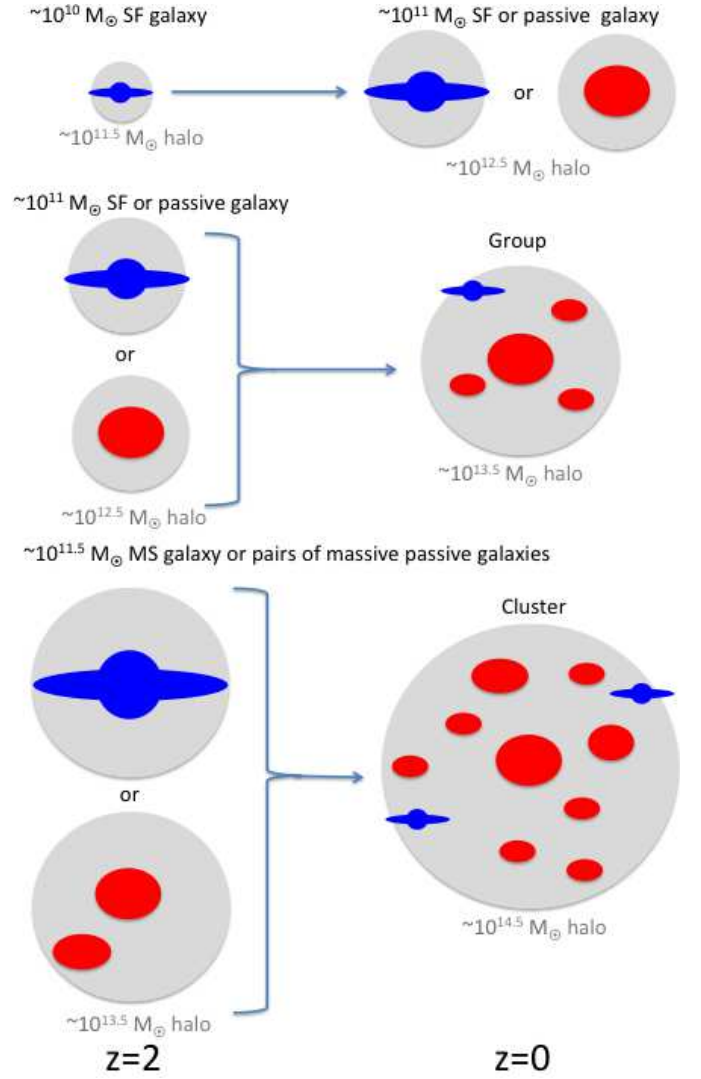 ~10¹⁰ M☉ SF galaxy
~10¹¹ M☉ SF or passive galaxy
or
~10¹¹·⁵ M☉ halo
~10¹²·⁵ M☉ halo
~10¹¹ M☉ SF or passive galaxy
Group
or
~10¹³·⁵ M☉ halo
~10¹²·⁵ M☉ halo
~10¹¹·⁵ M☉ MS galaxy or pairs of massive passive galaxies
Cluster
or
~10¹⁴·⁵ M☉ halo
~10¹³·⁵ M☉ halo
z=2
z=0